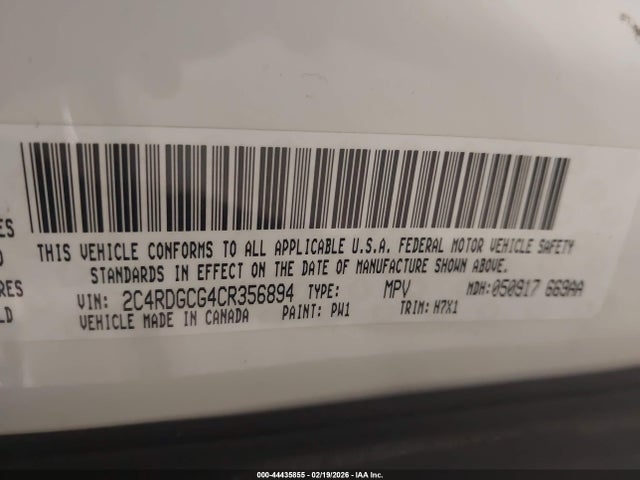 ES
THIS VEHICLE CONFORMS TO ALL APPLICABLE U.S.A. FEDERAL MOTOR VEHICLE SAFETY
STANDARDS IN EFFECT ON THE DATE OF MANUFACTURE SHOWN ABOVE.
RES
VIN: 2C4RDGCG4CR356894 TYPE: MPV MDH: 050917 669AA
LD
VEHICLE MADE IN CANADA PAINT: PW1 TRIM: H7X1
000-44435855 - 02/19/2026 - IAA Inc.